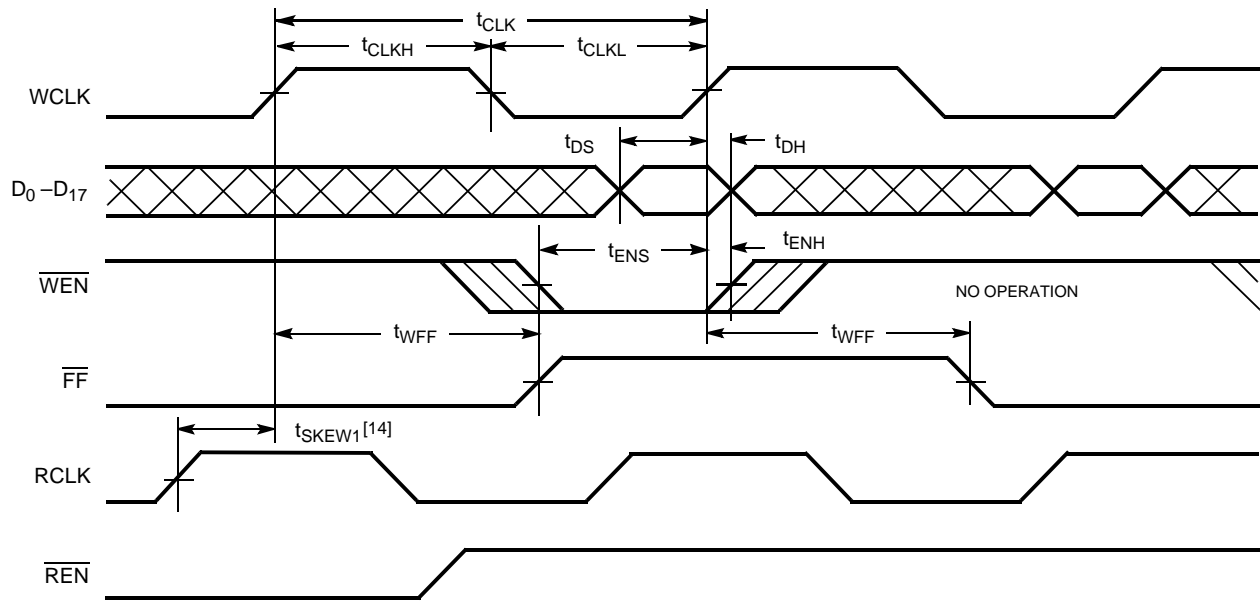 tCLK
tCLKH
tCLKL
WCLK
tDS
tDH
D0 –D17
tENS
tENH
WEN
NO OPERATION
tWFF
tWFF
FF
tSKEW1[14]
RCLK
REN